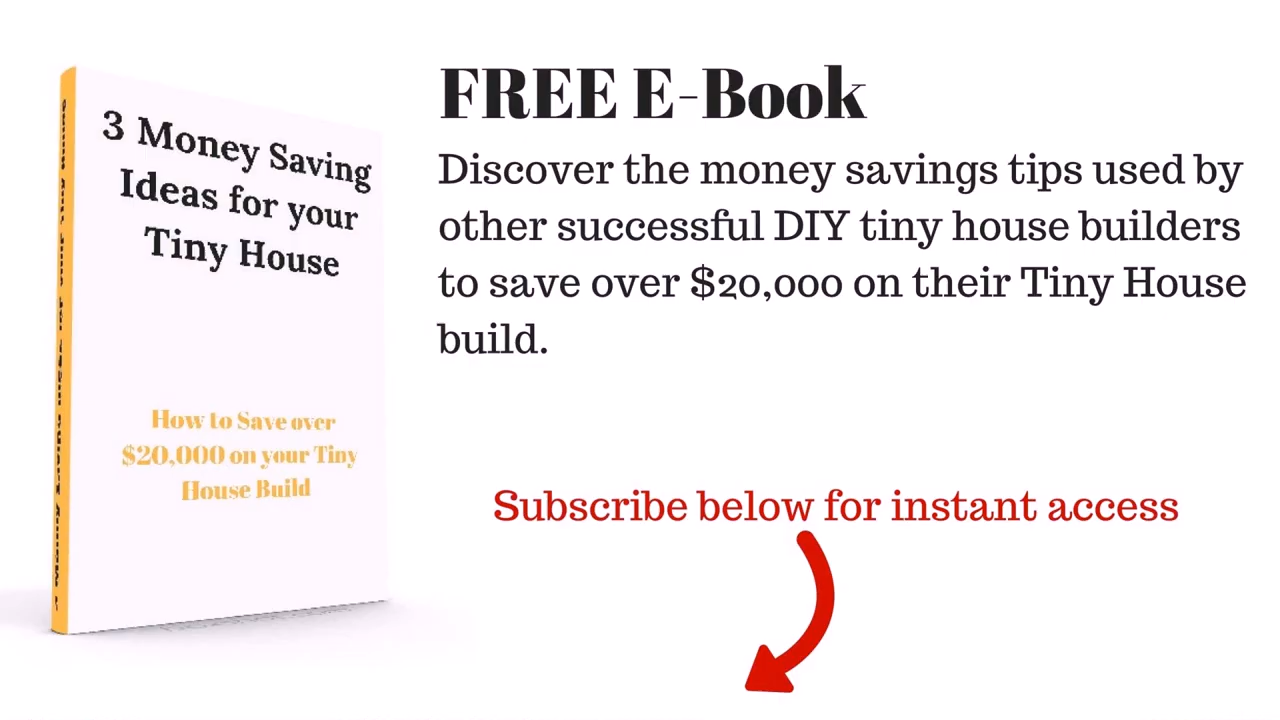 3 Money Saving
Ideas for your
Tiny House
How to Save over
$20,000 on your Tiny
House Build
FREE E-Book
Discover the money savings tips used by
other successful DIY tiny house builders
to save over $20,000 on their Tiny House
build.
Subscribe below for instant access